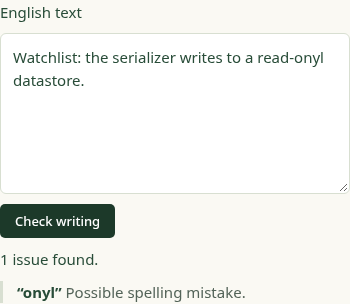 English text
Watchlist: the serializer writes to a read-onyl
datastore.
Check writing
1 issue found.
“onyl” Possible spelling mistake.